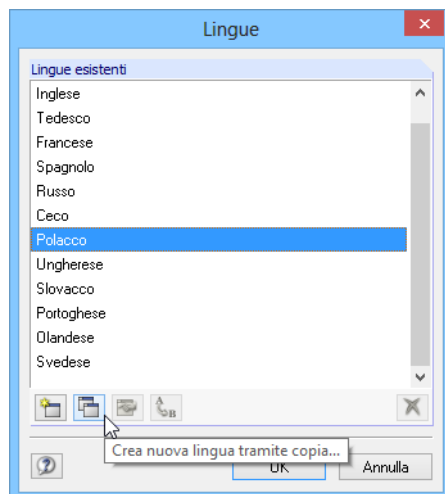 Lingue
Lingue esistenti
Inglese
Tedesco
Francese
Spagnolo
Russo
Ceco
Polacco
Ungherese
Slovacco
Portoghese
Olandese
Svedese
Crea nuova lingua tramite copia...
OK
Annulla